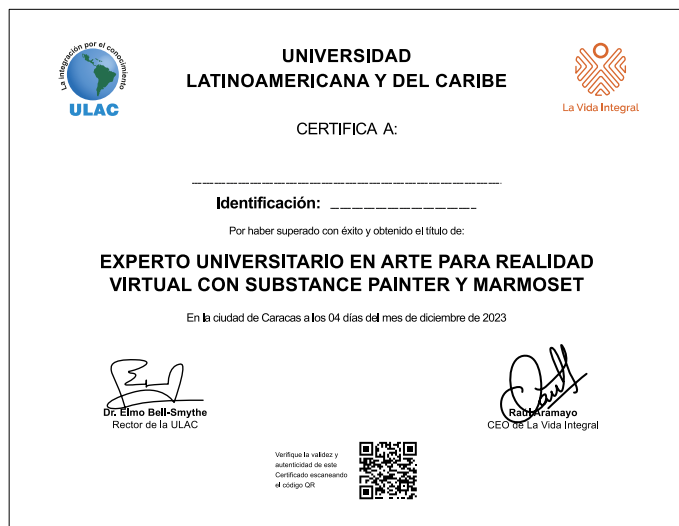 La integración por el conocimiento
ULAC
UNIVERSIDAD
LATINOAMERICANA Y DEL CARIBE
La Vida Integral
CERTIFICA A:
Identificación:
Por haber superado con éxito y obtenido el título de:
EXPERTO UNIVERSITARIO EN ARTE PARA REALIDAD
VIRTUAL CON SUBSTANCE PAINTER Y MARMOSET
En la ciudad de Caracas a los 04 días del mes de diciembre de 2023
Dr. Elmo Bell-Smythe
Rector de la ULAC
Raúl Aramayo
CEO de La Vida Integral
Verifique la validez y
autenticidad de este
Certificado escaneando
el código QR